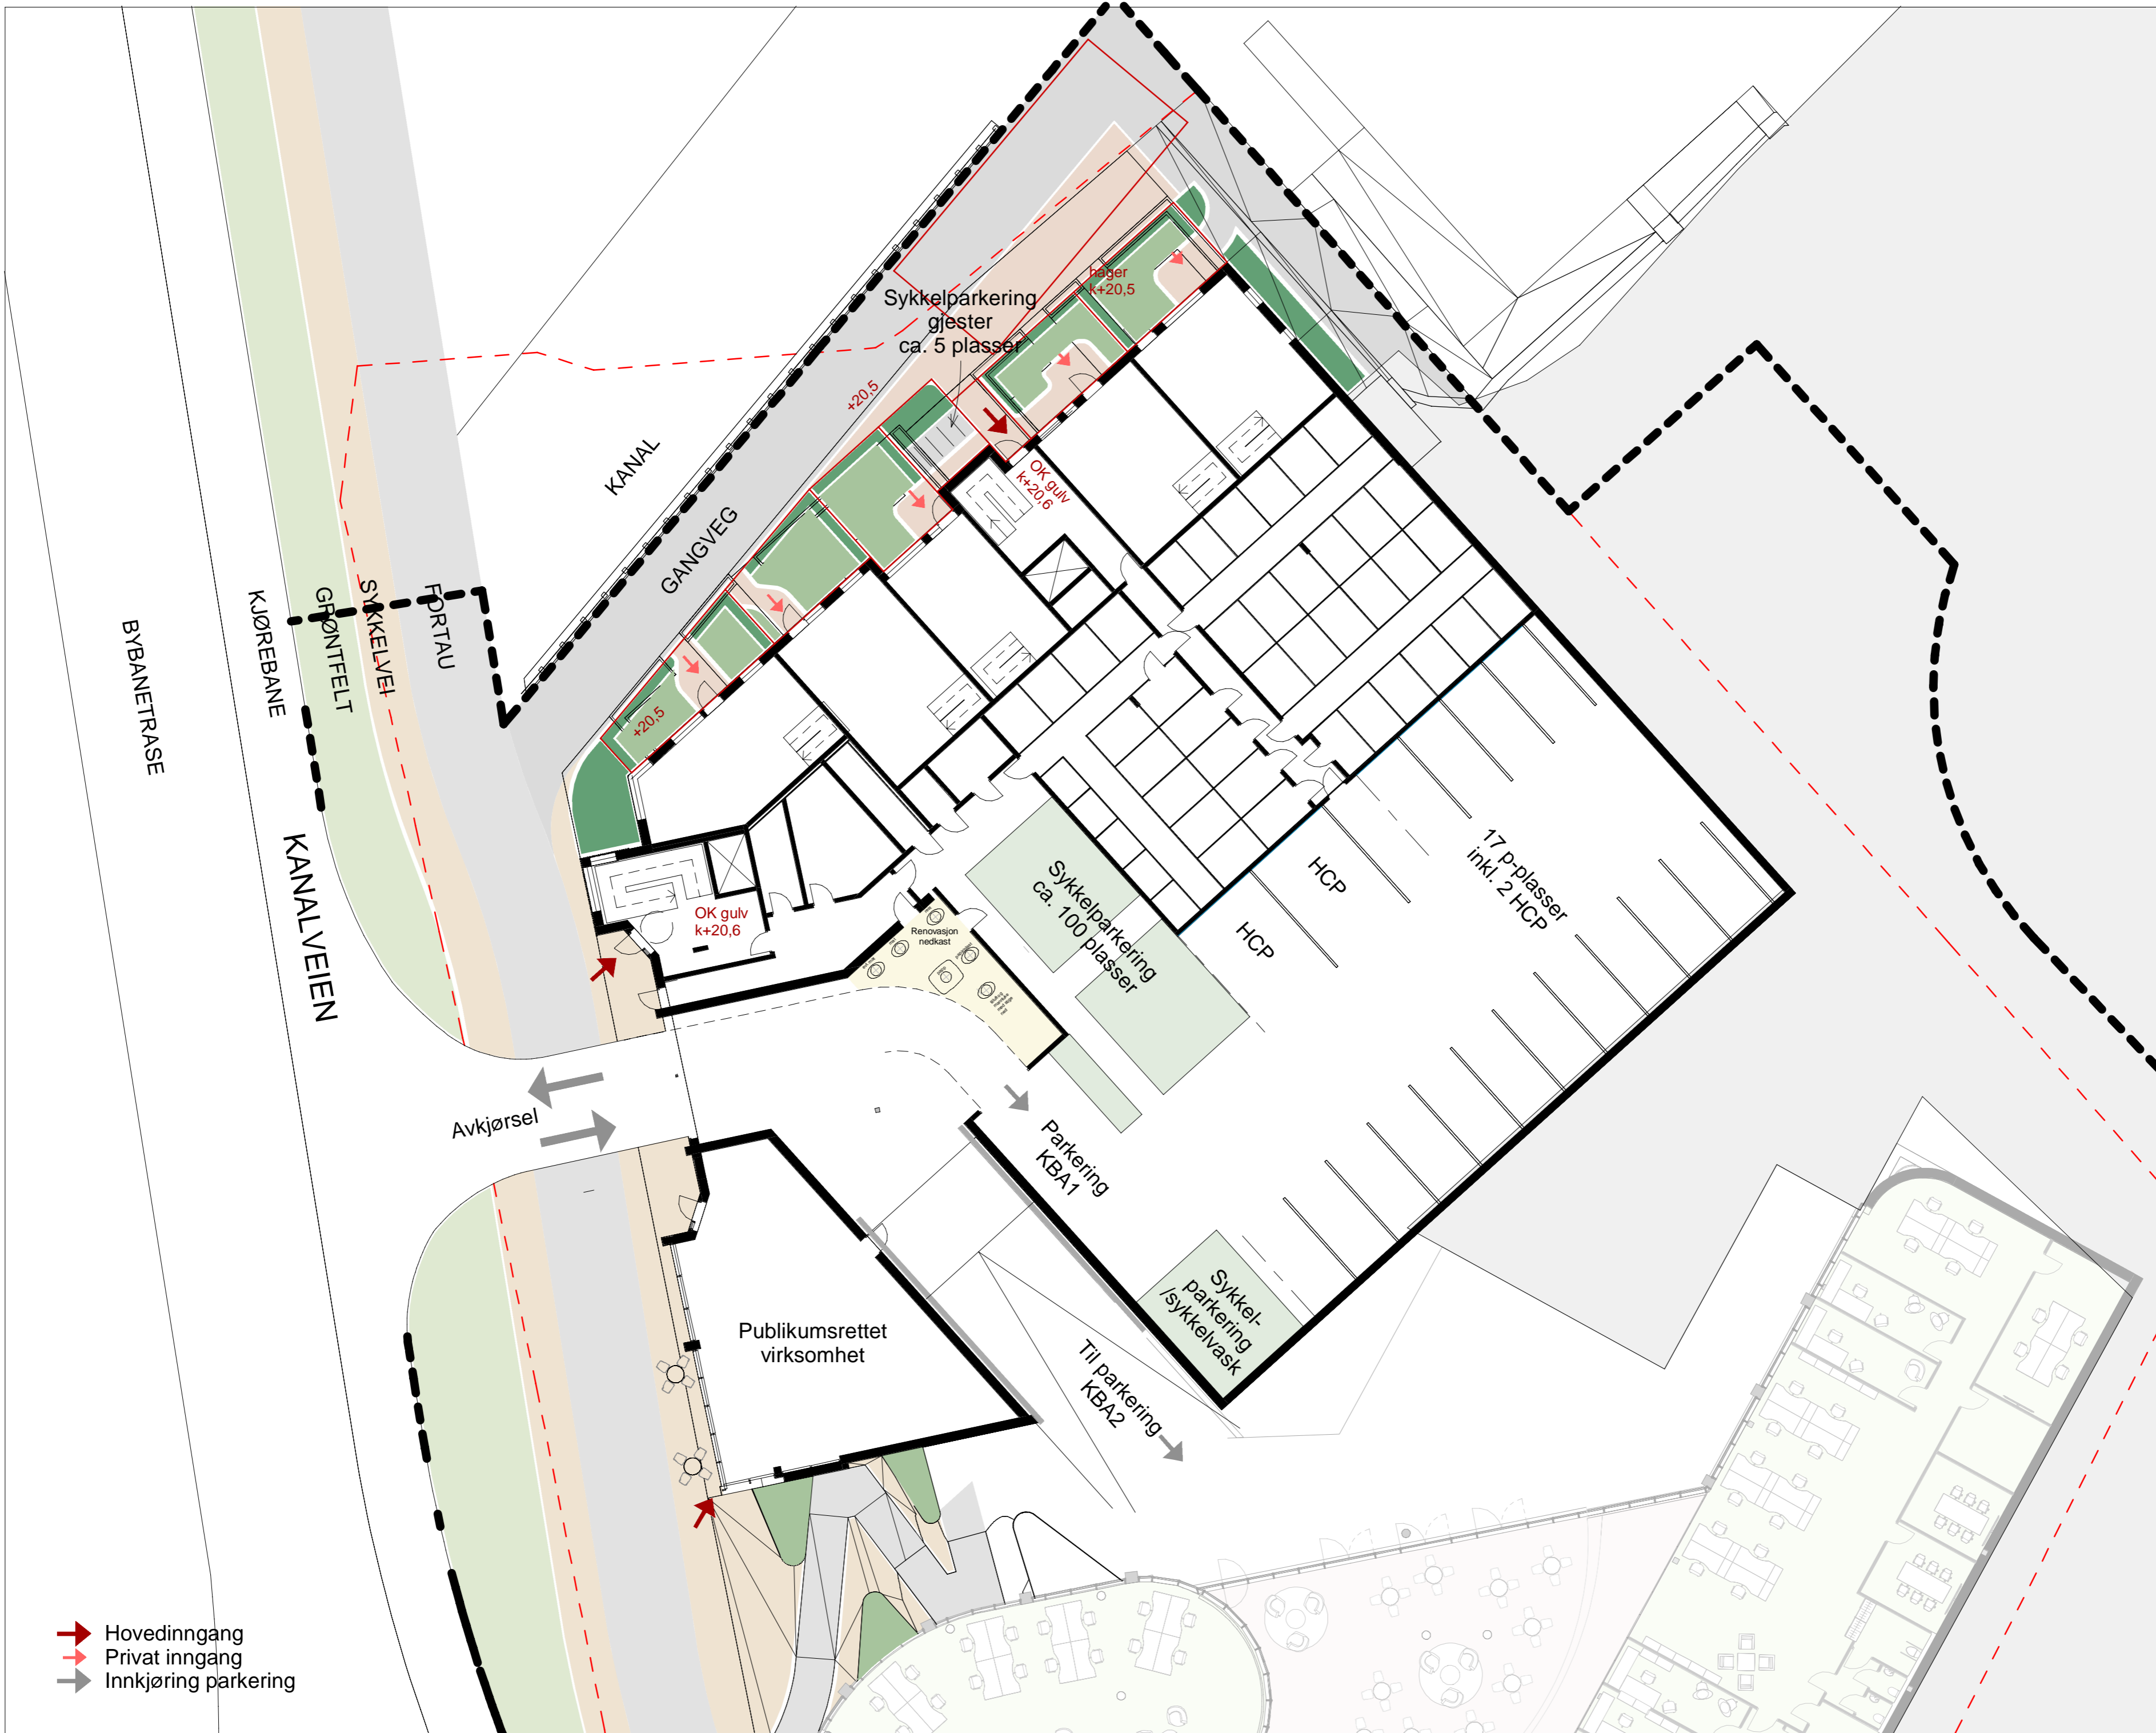 hager
k+20,5
Sykkelparkering
gjester
ca. 5 plasser
+20,5
KANAL
OK gulv
k+20,6
GANGVEG
BYBANETRASE
KJØREBANE
GRØNTFELT
SYKKELVEI
FORTAU
+20,5
KANALVEIEN
OK gulv
k+20,6
Renovasjon
nedkast
Sykkelparkering
ca. 100 plasser
HCP
HCP
17 p-plasser
inkl. 2 HCP
Avkjørsel
Parkering
KBA1
Publikumsrettet
virksomhet
Til parkering
KBA2
Sykkel-
parkering
/sykkelvask
Hovedinngang
Privat inngang
Innkjøring parkering